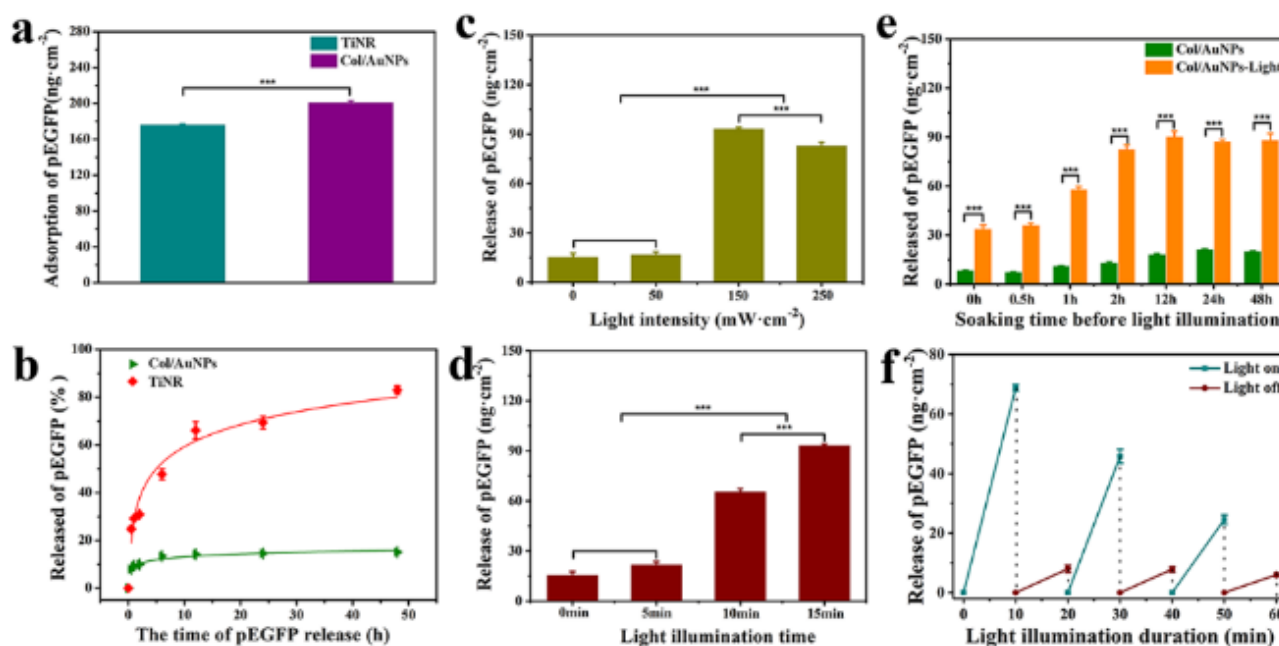 a
Adsorption of pEGFP(ng·cm-2)
280
240
200
160
120
80
40
0
TiNR
Col/AuNPs
***
b
Released of pEGFP (%)
100
80
60
40
20
0
Col/AuNPs
TiNR
0 10 20 30 40 50
The time of pEGFP release (h)
c
Release of pEGFP (ng·cm-2)
150
120
90
60
30
0
***
***
0 50 150 250
Light intensity (mW·cm-2)
d
Release of pEGFP (ng·cm-2)
150
120
90
60
30
0
***
***
0min 5min 10min 15min
Light illumination time
e
Released of pEGFP (ng·cm-2)
150
120
90
60
30
0
Col/AuNPs
Col/AuNPs-Light
*** *** *** *** *** *** ***
0h 0.5h 1h 2h 12h 24h 48h
Soaking time before light illumination
f
Release of pEGFP (ng·cm-2)
80
60
40
20
0
Light on
Light off
0 10 20 30 40 50 60
Light illumination duration (min)